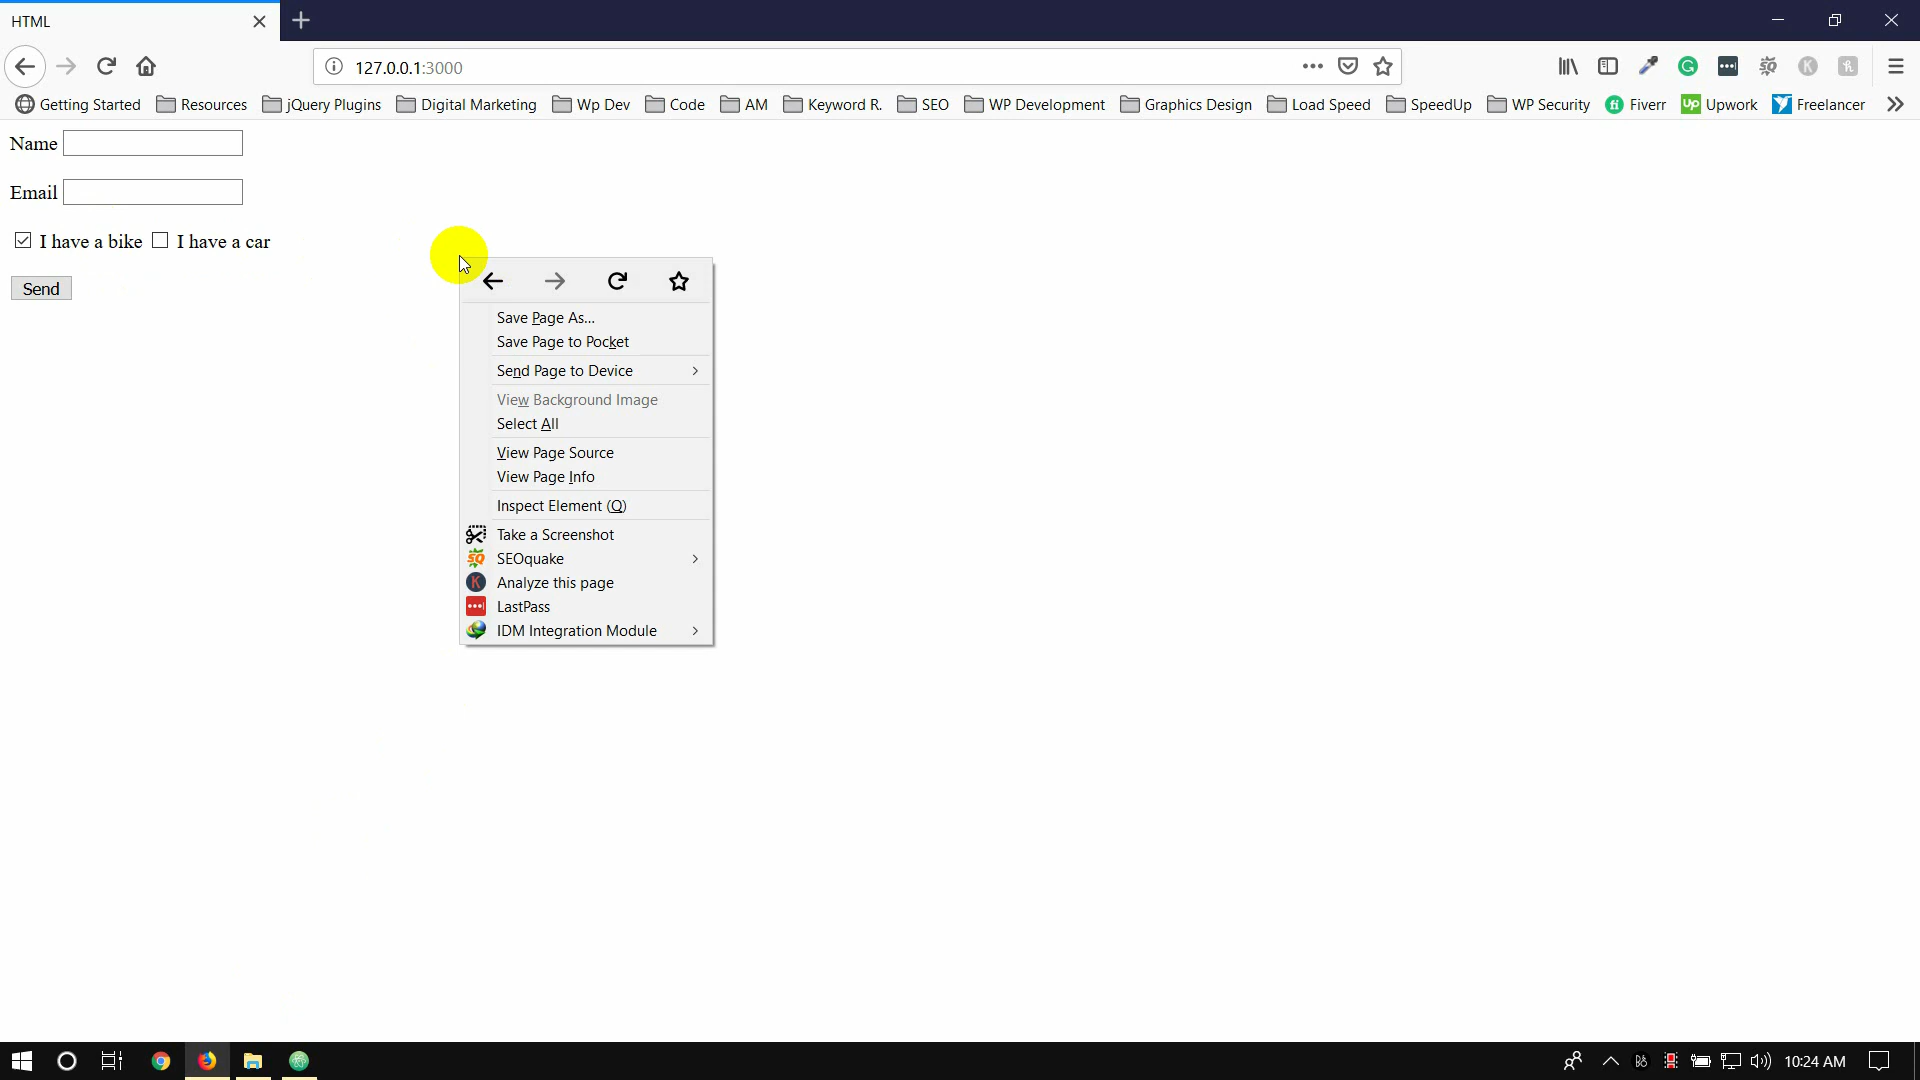 HTML
127.0.0.1:3000
Getting Started Resources jQuery Plugins Digital Marketing Wp Dev Code AM Keyword R. SEO WP Development Graphics Design Load Speed SpeedUp WP Security Fiverr Upwork Freelancer
Name
Email
I have a bike I have a car
Send
Save Page As...
Save Page to Pocket
Send Page to Device
View Background Image
Select All
View Page Source
View Page Info
Inspect Element (Q)
Take a Screenshot
SEOquake
Analyze this page
LastPass
IDM Integration Module
10:24 AM